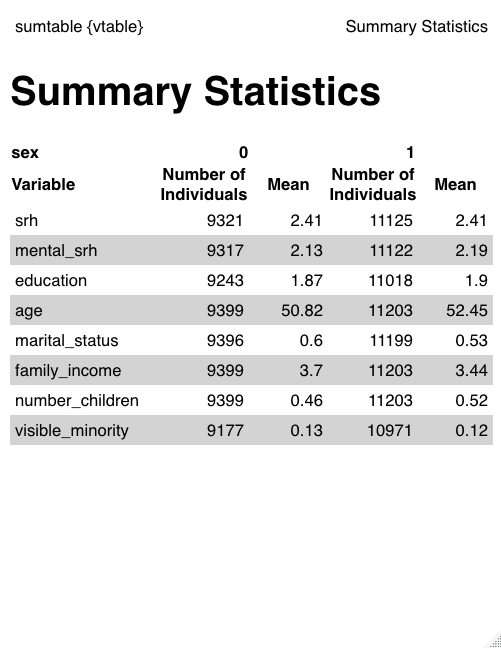 sumtable {vtable} Summary Statistics
Summary Statistics
sex 0 1
Variable Number of Individuals Mean Number of Individuals Mean
srh 9321 2.41 11125 2.41
mental_srh 9317 2.13 11122 2.19
education 9243 1.87 11018 1.9
age 9399 50.82 11203 52.45
marital_status 9396 0.6 11199 0.53
family_income 9399 3.7 11203 3.44
number_children 9399 0.46 11203 0.52
visible_minority 9177 0.13 10971 0.12